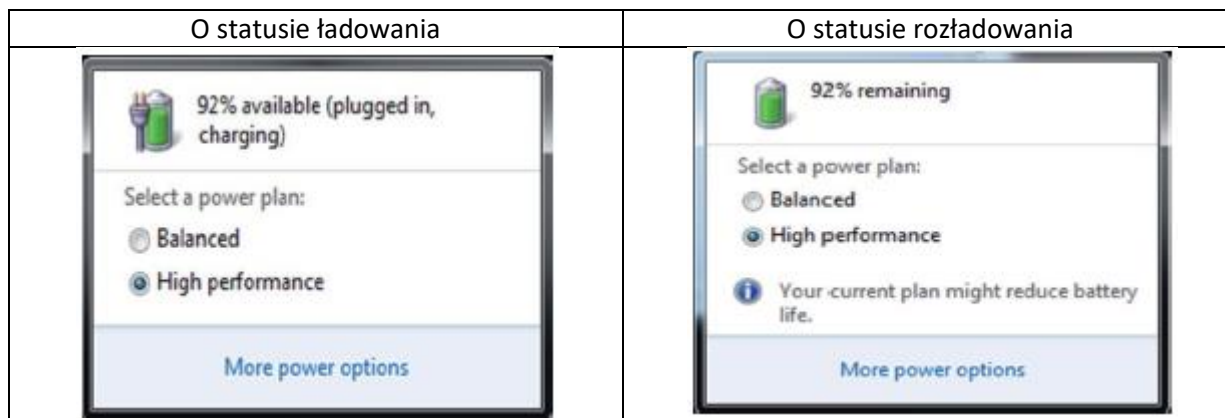 O statusie ładowania
O statusie rozładowania
92% available (plugged in,
charging)
Select a power plan:
Balanced
High performance
More power options
92% remaining
Select a power plan:
Balanced
High performance
Your current plan might reduce battery
life.
More power options